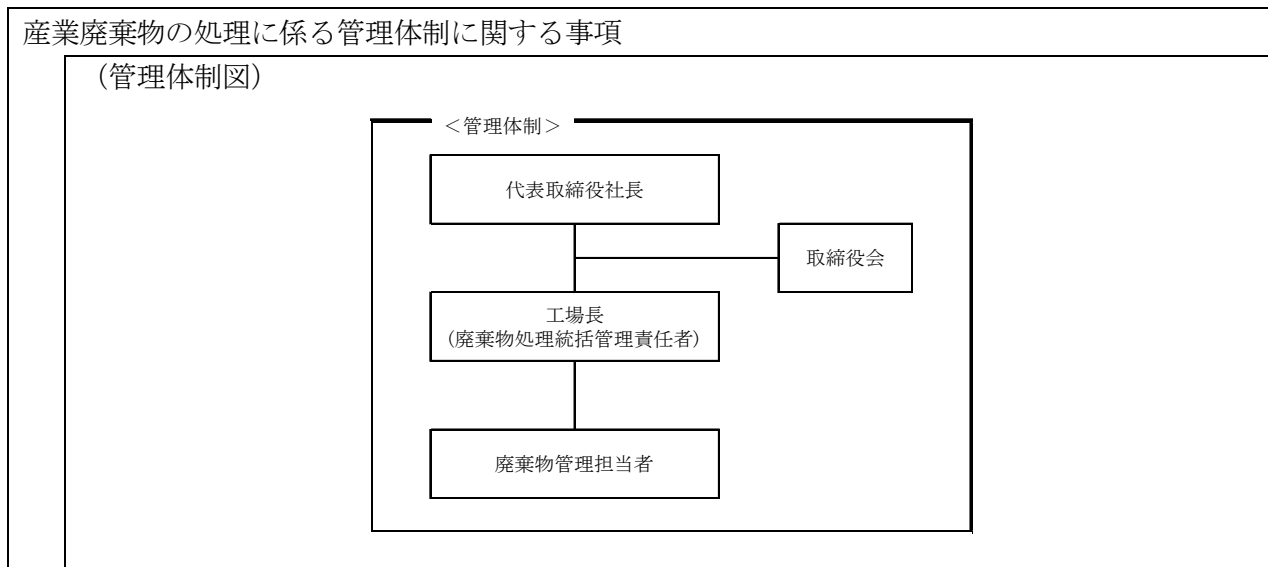 産業廃棄物の処理に係る管理体制に関する事項
（管理体制図）
＜管理体制＞
代表取締役社長
取締役会
工場長
（廃棄物処理統括管理責任者）
廃棄物管理担当者